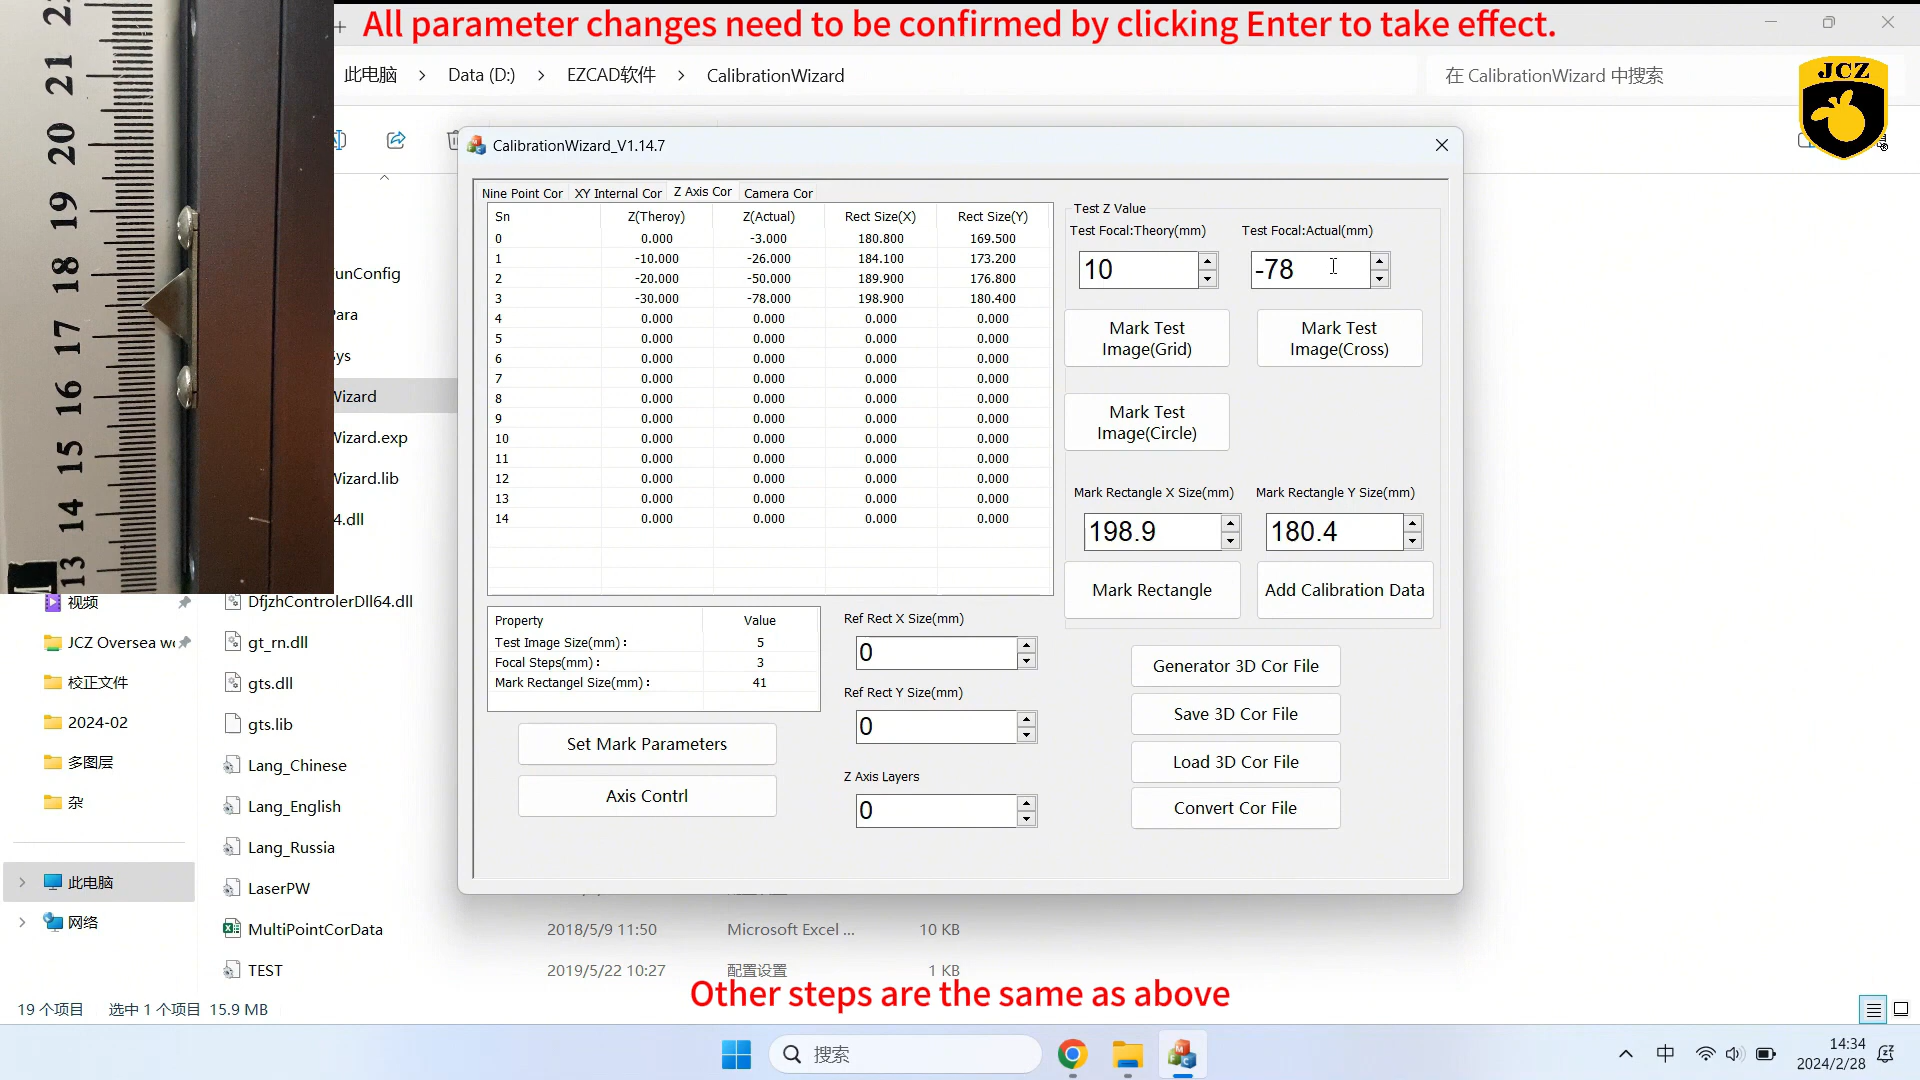 All parameter changes need to be confirmed by clicking Enter to take effect.
此电脑 > Data (D:) > EZCAD软件 > CalibrationWizard
在 CalibrationWizard 中搜索
JCZ
21
20
19
18
17
16
15
14
13
CalibrationWizard_V1.14.7
Nine Point Cor XY Internal Cor Z Axis Cor Camera Cor
Sn Z(Theroy) Z(Actual) Rect Size(X) Rect Size(Y)
0 0.000 -3.000 180.800 169.500
1 -10.000 -26.000 184.100 173.200
2 -20.000 -50.000 189.900 176.800
3 -30.000 -78.000 198.900 180.400
4 0.000 0.000 0.000 0.000
5 0.000 0.000 0.000 0.000
6 0.000 0.000 0.000 0.000
7 0.000 0.000 0.000 0.000
8 0.000 0.000 0.000 0.000
9 0.000 0.000 0.000 0.000
10 0.000 0.000 0.000 0.000
11 0.000 0.000 0.000 0.000
12 0.000 0.000 0.000 0.000
13 0.000 0.000 0.000 0.000
14 0.000 0.000 0.000 0.000
Test Z Value
Test Focal:Theory(mm) Test Focal:Actual(mm)
10 -78
Mark Test
Image(Grid)
Mark Test
Image(Cross)
Mark Test
Image(Circle)
Mark Rectangle X Size(mm) Mark Rectangle Y Size(mm)
198.9 180.4
Mark Rectangle Add Calibration Data
Property Value
Test Image Size(mm): 5
Focal Steps(mm): 3
Mark Rectangel Size(mm): 41
Set Mark Parameters
Axis Contrl
Ref Rect X Size(mm)
0
Ref Rect Y Size(mm)
0
Z Axis Layers
0
Generator 3D Cor File
Save 3D Cor File
Load 3D Cor File
Convert Cor File
unConfig
ara
ys
Wizard
Wizard.exp
Wizard.lib
4.dll
视频
JCZ Oversea w
校正文件
2024-02
多图层
杂
此电脑
网络
DfjzhControlerDll64.dll
gt_rn.dll
gts.dll
gts.lib
Lang_Chinese
Lang_English
Lang_Russia
LaserPW
MultiPointCorData 2018/5/9 11:50 Microsoft Excel ... 10 KB
TEST 2019/5/22 10:27 配置设置 1 KB
Other steps are the same as above
19 个项目 选中 1 个项目 15.9 MB
搜索
中
14:34
2024/2/28